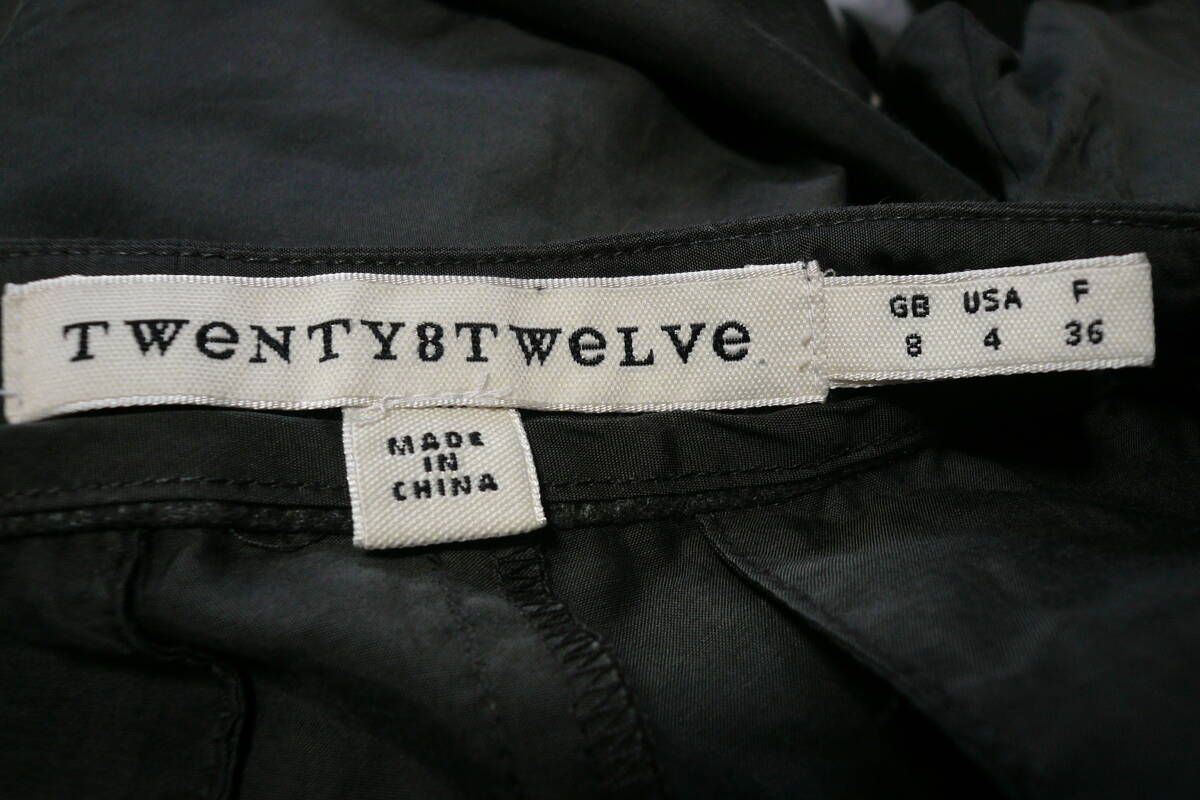 TWeNTY8TWeLVe
GB USA F
8 4 36
MADE
IN
CHINA